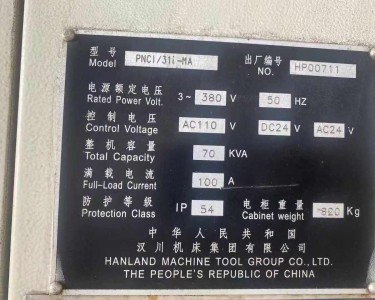 型号 PNCI/31i-MA 出厂编号 HP00711
Model NO.
电源额定电压 3~ 380 V 50 HZ
Rated Power Volt.
控制电压 AC110 V DC24 V AC24 V
Control Voltage
整机容量 70 KVA
Total Capacity
满载电流 100 A
Full-Load Current
防护等级 IP 54 电柜重量 820 Kg
Protection Class Cabinet weight
中华人民共和国
汉川机床集团有限公司
HANLAND MACHINE TOOL GROUP CO.,LTD.
THE PEOPLE'S REPUBLIC OF CHINA